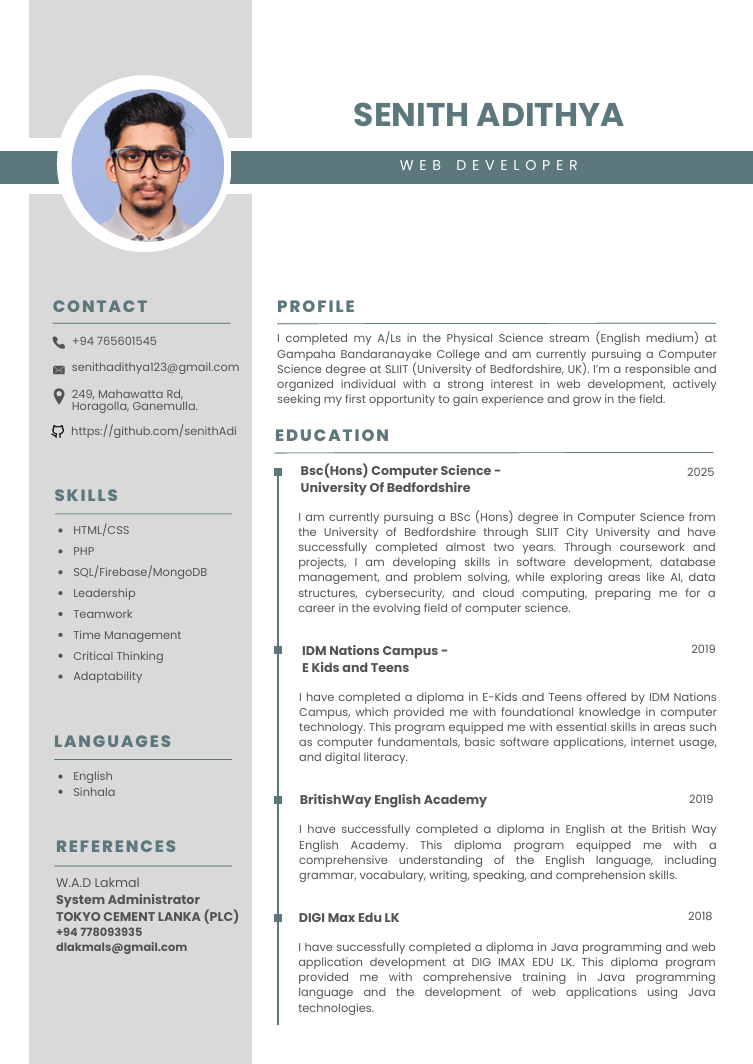 SENITH ADITHYA
WEB DEVELOPER
CONTACT
+94 765601545
senithadithya123@gmail.com
249, Mahawatta Rd,
Horagolla, Ganemulla.
https://github.com/senithAdi
SKILLS
HTML/CSS
PHP
SQL/Firebase/MongoDB
Leadership
Teamwork
Time Management
Critical Thinking
Adaptability
LANGUAGES
English
Sinhala
REFERENCES
W.A.D Lakmal
System Administrator
TOKYO CEMENT LANKA (PLC)
+94 778093935
dlakmals@gmail.com
PROFILE
I completed my A/Ls in the Physical Science stream (English medium) at
Gampaha Bandaranayake College and am currently pursuing a Computer
Science degree at SLIIT (University of Bedfordshire, UK). I’m a responsible and
organized individual with a strong interest in web development, actively
seeking my first opportunity to gain experience and grow in the field.
EDUCATION
Bsc(Hons) Computer Science - 2025
University Of Bedfordshire
I am currently pursuing a BSc (Hons) degree in Computer Science from
the University of Bedfordshire through SLIIT City University and have
successfully completed almost two years. Through coursework and
projects, I am developing skills in software development, database
management, and problem solving, while exploring areas like AI, data
structures, cybersecurity, and cloud computing, preparing me for a
career in the evolving field of computer science.
IDM Nations Campus - 2019
E Kids and Teens
I have completed a diploma in E-Kids and Teens offered by IDM Nations
Campus, which provided me with foundational knowledge in computer
technology. This program equipped me with essential skills in areas such
as computer fundamentals, basic software applications, internet usage,
and digital literacy.
BritishWay English Academy 2019
I have successfully completed a diploma in English at the British Way
English Academy. This diploma program equipped me with a
comprehensive understanding of the English language, including
grammar, vocabulary, writing, speaking, and comprehension skills.
DIGI Max Edu LK 2018
I have successfully completed a diploma in Java programming and web
application development at DIG IMAX EDU LK. This diploma program
provided me with comprehensive training in Java programming
language and the development of web applications using Java
technologies.